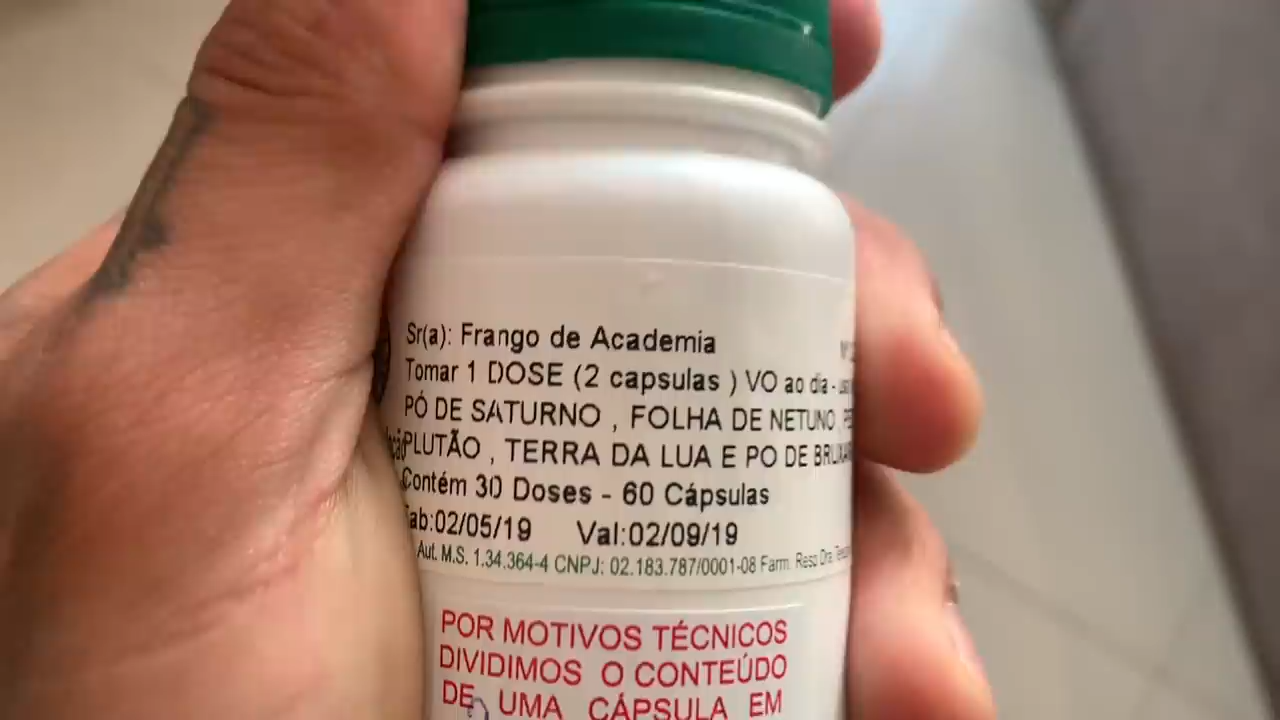 Sr(a): Frango de Academia
Tomar 1 DOSE (2 capsulas ) VO ao dia -
PÓ DE SATURNO , FOLHA DE NETUNO
PLUTÃO , TERRA DA LUA E PO DE
Contém 30 Doses - 60 Cápsulas
Fab:02/05/19 Val:02/09/19
Aut. M.S. 1.34.364-4 CNPJ: 02.183.787/0001-08 Farm. Resp Dra
POR MOTIVOS TÉCNICOS
DIVIDIMOS O CONTEÚDO
DE UMA CÁPSULA EM